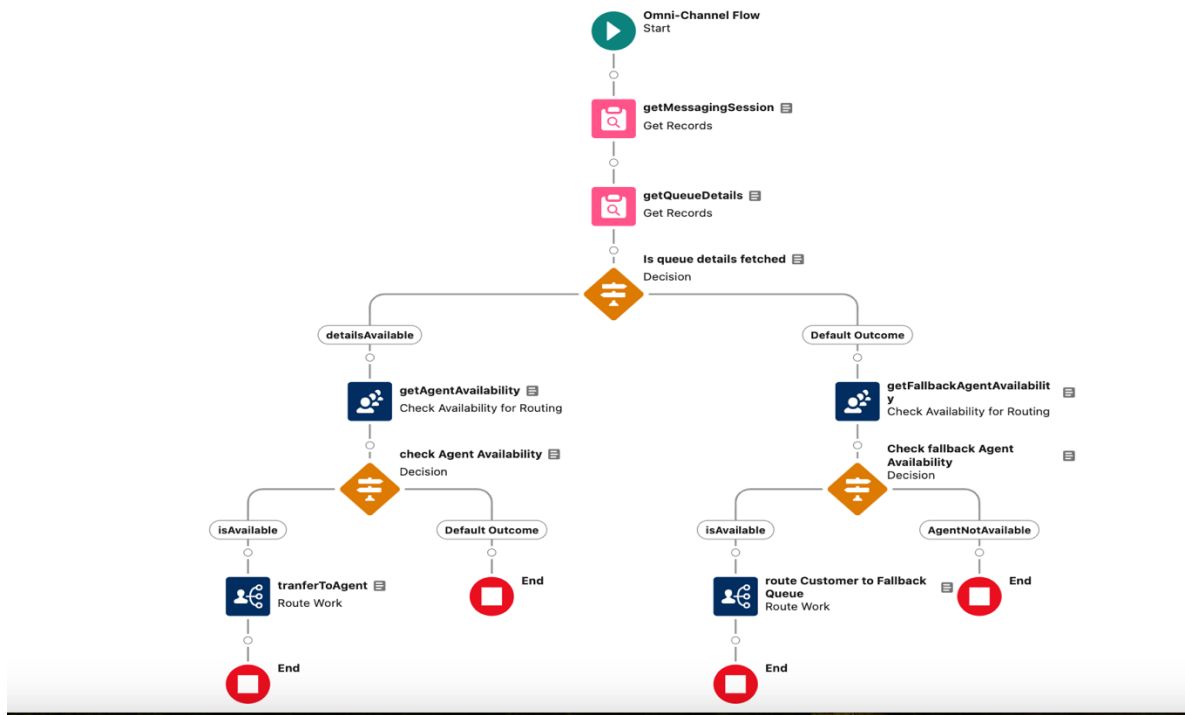 Omni-Channel Flow
Start
getMessagingSession
Get Records
getQueueDetails
Get Records
Is queue details fetched
Decision
detailsAvailable
Default Outcome
getAgentAvailability
Check Availability for Routing
getFallbackAgentAvailabilit
y
Check Availability for Routing
check Agent Availability
Decision
Check fallback Agent
Availability
Decision
isAvailable
Default Outcome
isAvailable
AgentNotAvailable
tranferToAgent
Route Work
End
route Customer to Fallback
Queue
Route Work
End
End
End